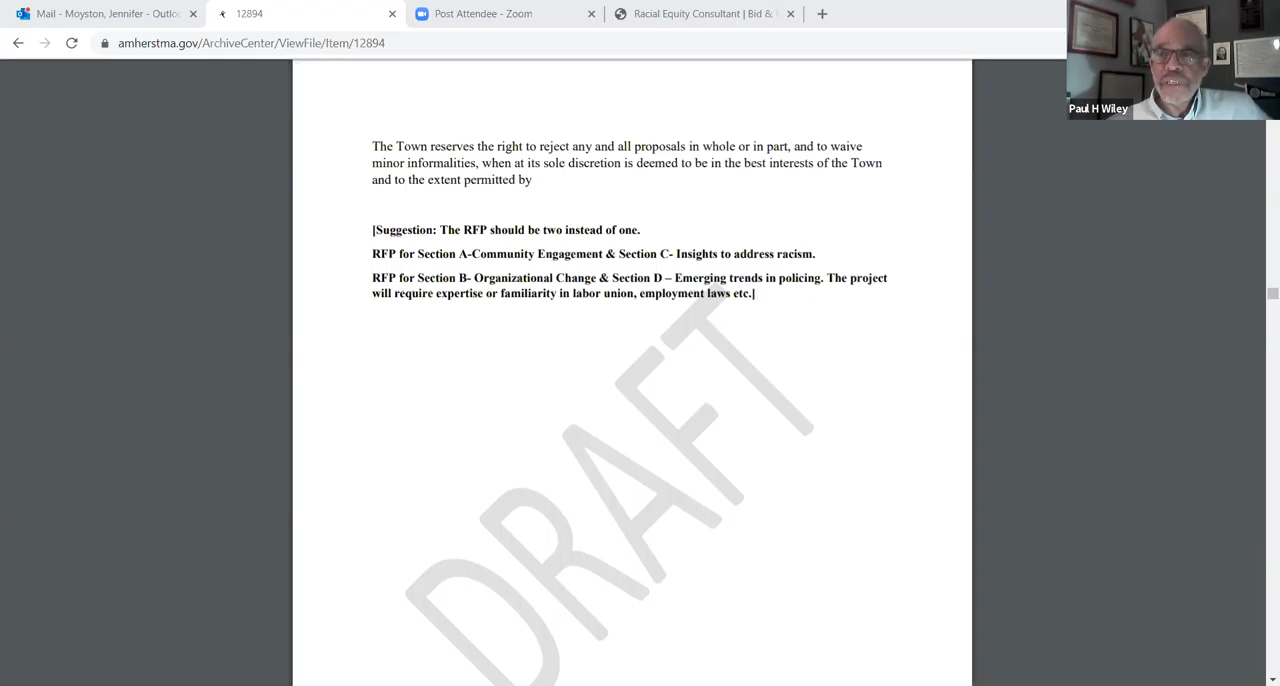 Mail - Moyston, Jennifer - Outlo
12894
Post Attendee - Zoom
Racial Equity Consultant | Bid &
amherstma.gov/ArchiveCenter/ViewFile/Item/12894
Paul H Wiley
The Town reserves the right to reject any and all proposals in whole or in part, and to waive
minor informalities, when at its sole discretion is deemed to be in the best interests of the Town
and to the extent permitted by
[Suggestion: The RFP should be two instead of one.
RFP for Section A-Community Engagement & Section C- Insights to address racism.
RFP for Section B- Organizational Change & Section D – Emerging trends in policing. The project
will require expertise or familiarity in labor union, employment laws etc.]
DRAFT